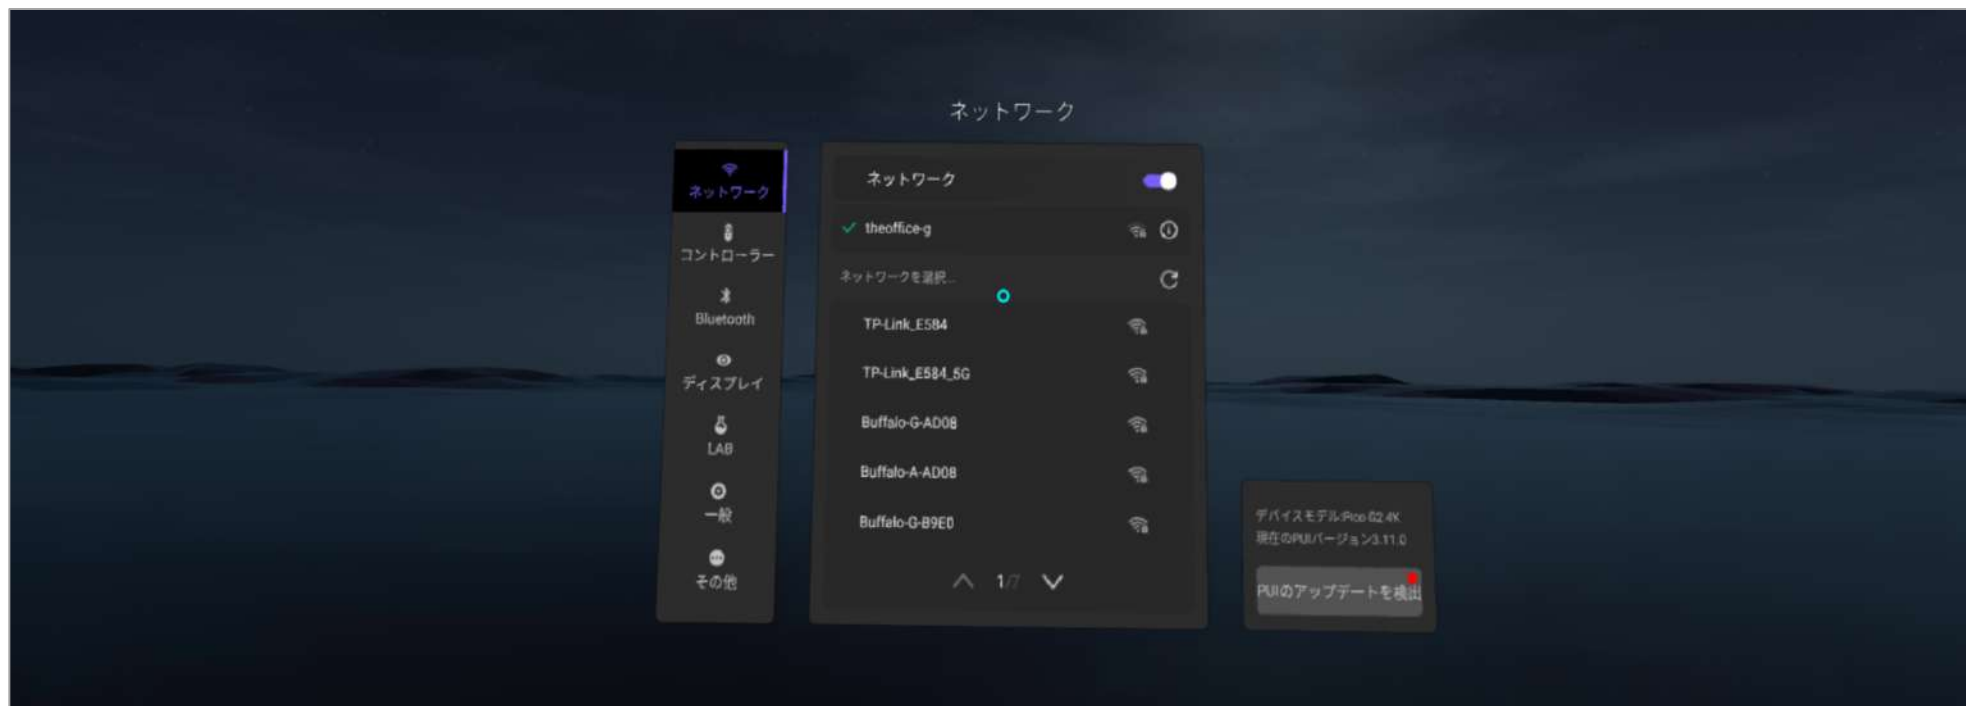 ネットワーク
ネットワーク
コントローラー
Bluetooth
ディスプレイ
LAB
一般
その他
ネットワーク
theoffice-g
ネットワークを選択...
TP-Link_E584
TP-Link_E584_5G
Buffalo-G-AD08
Buffalo-A-AD08
Buffalo-G-B9E0
1/7
デバイスモデル:Pico G2 4K
現在のPUIバージョン3.11.0
PUIのアップデートを検出